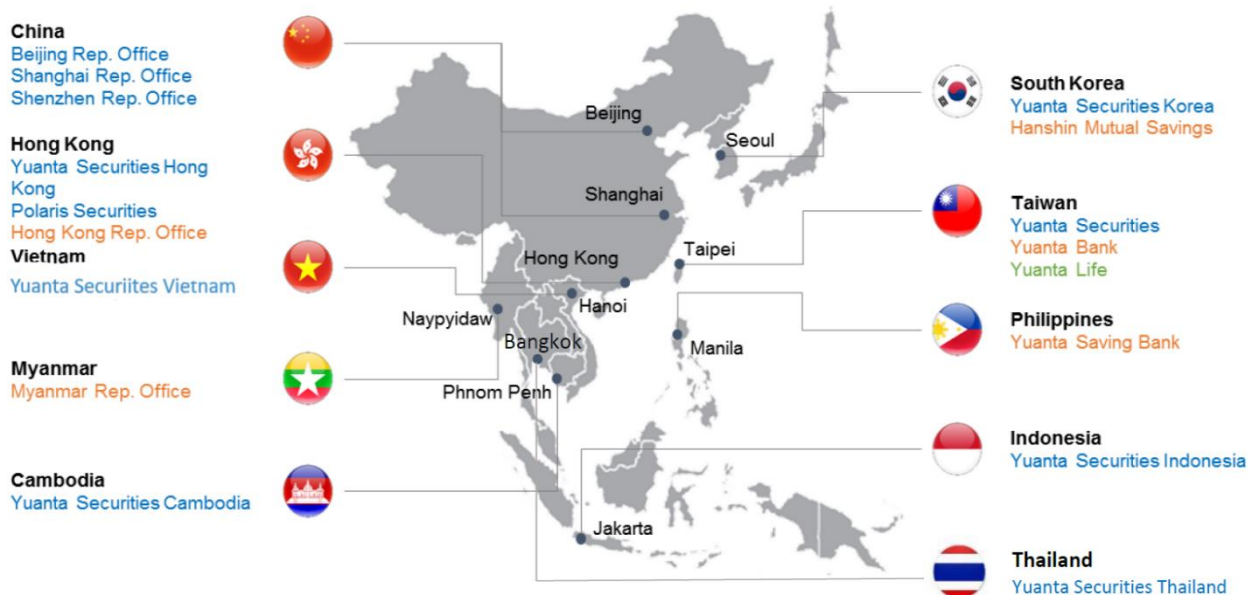 China
Beijing Rep. Office
Shanghai Rep. Office
Shenzhen Rep. Office
Hong Kong
Yuanta Securities Hong
Kong
Polaris Securities
Hong Kong Rep. Office
Vietnam
Yuanta Securiites Vietnam
Myanmar
Myanmar Rep. Office
Cambodia
Yuanta Securities Cambodia
Beijing
Seoul
Shanghai
Taipei
Hong Kong
Hanoi
Naypyidaw
Bangkok
Manila
Phnom Penh
Jakarta
South Korea
Yuanta Securities Korea
Hanshin Mutual Savings
Taiwan
Yuanta Securities
Yuanta Bank
Yuanta Life
Philippines
Yuanta Saving Bank
Indonesia
Yuanta Securities Indonesia
Thailand
Yuanta Securities Thailand